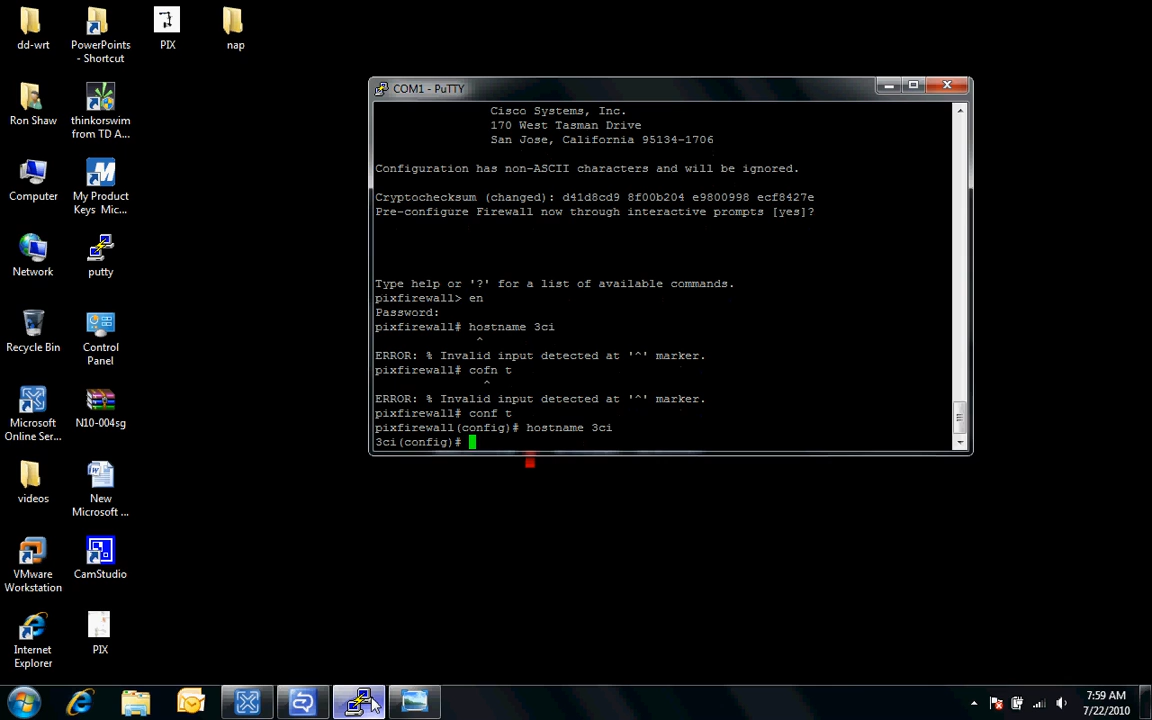 dd-wrt
PowerPoints
- Shortcut
PIX
nap
Ron Shaw
thinkorswim
from TD A...
Computer
My Product
Keys Mic...
Network
putty
Recycle Bin
Control
Panel
Microsoft
Online Ser...
N10-004sg
videos
New
Microsoft ...
VMware
Workstation
CamStudio
Internet
Explorer
PIX
COM1 - PuTTY
Cisco Systems, Inc.
170 West Tasman Drive
San Jose, California 95134-1706
Configuration has non-ASCII characters and will be ignored.
Cryptochecksum (changed): d41d8cd9 8f00b204 e9800998 ecf8427e
Pre-configure Firewall now through interactive prompts [yes]?
Type help or '?' for a list of available commands.
pixfirewall> en
Password:
pixfirewall# hostname 3ci
^
ERROR: % Invalid input detected at '^' marker.
pixfirewall# cofn t
^
ERROR: % Invalid input detected at '^' marker.
pixfirewall# conf t
pixfirewall(config)# hostname 3ci
3ci(config)#
7:59 AM
7/22/2010